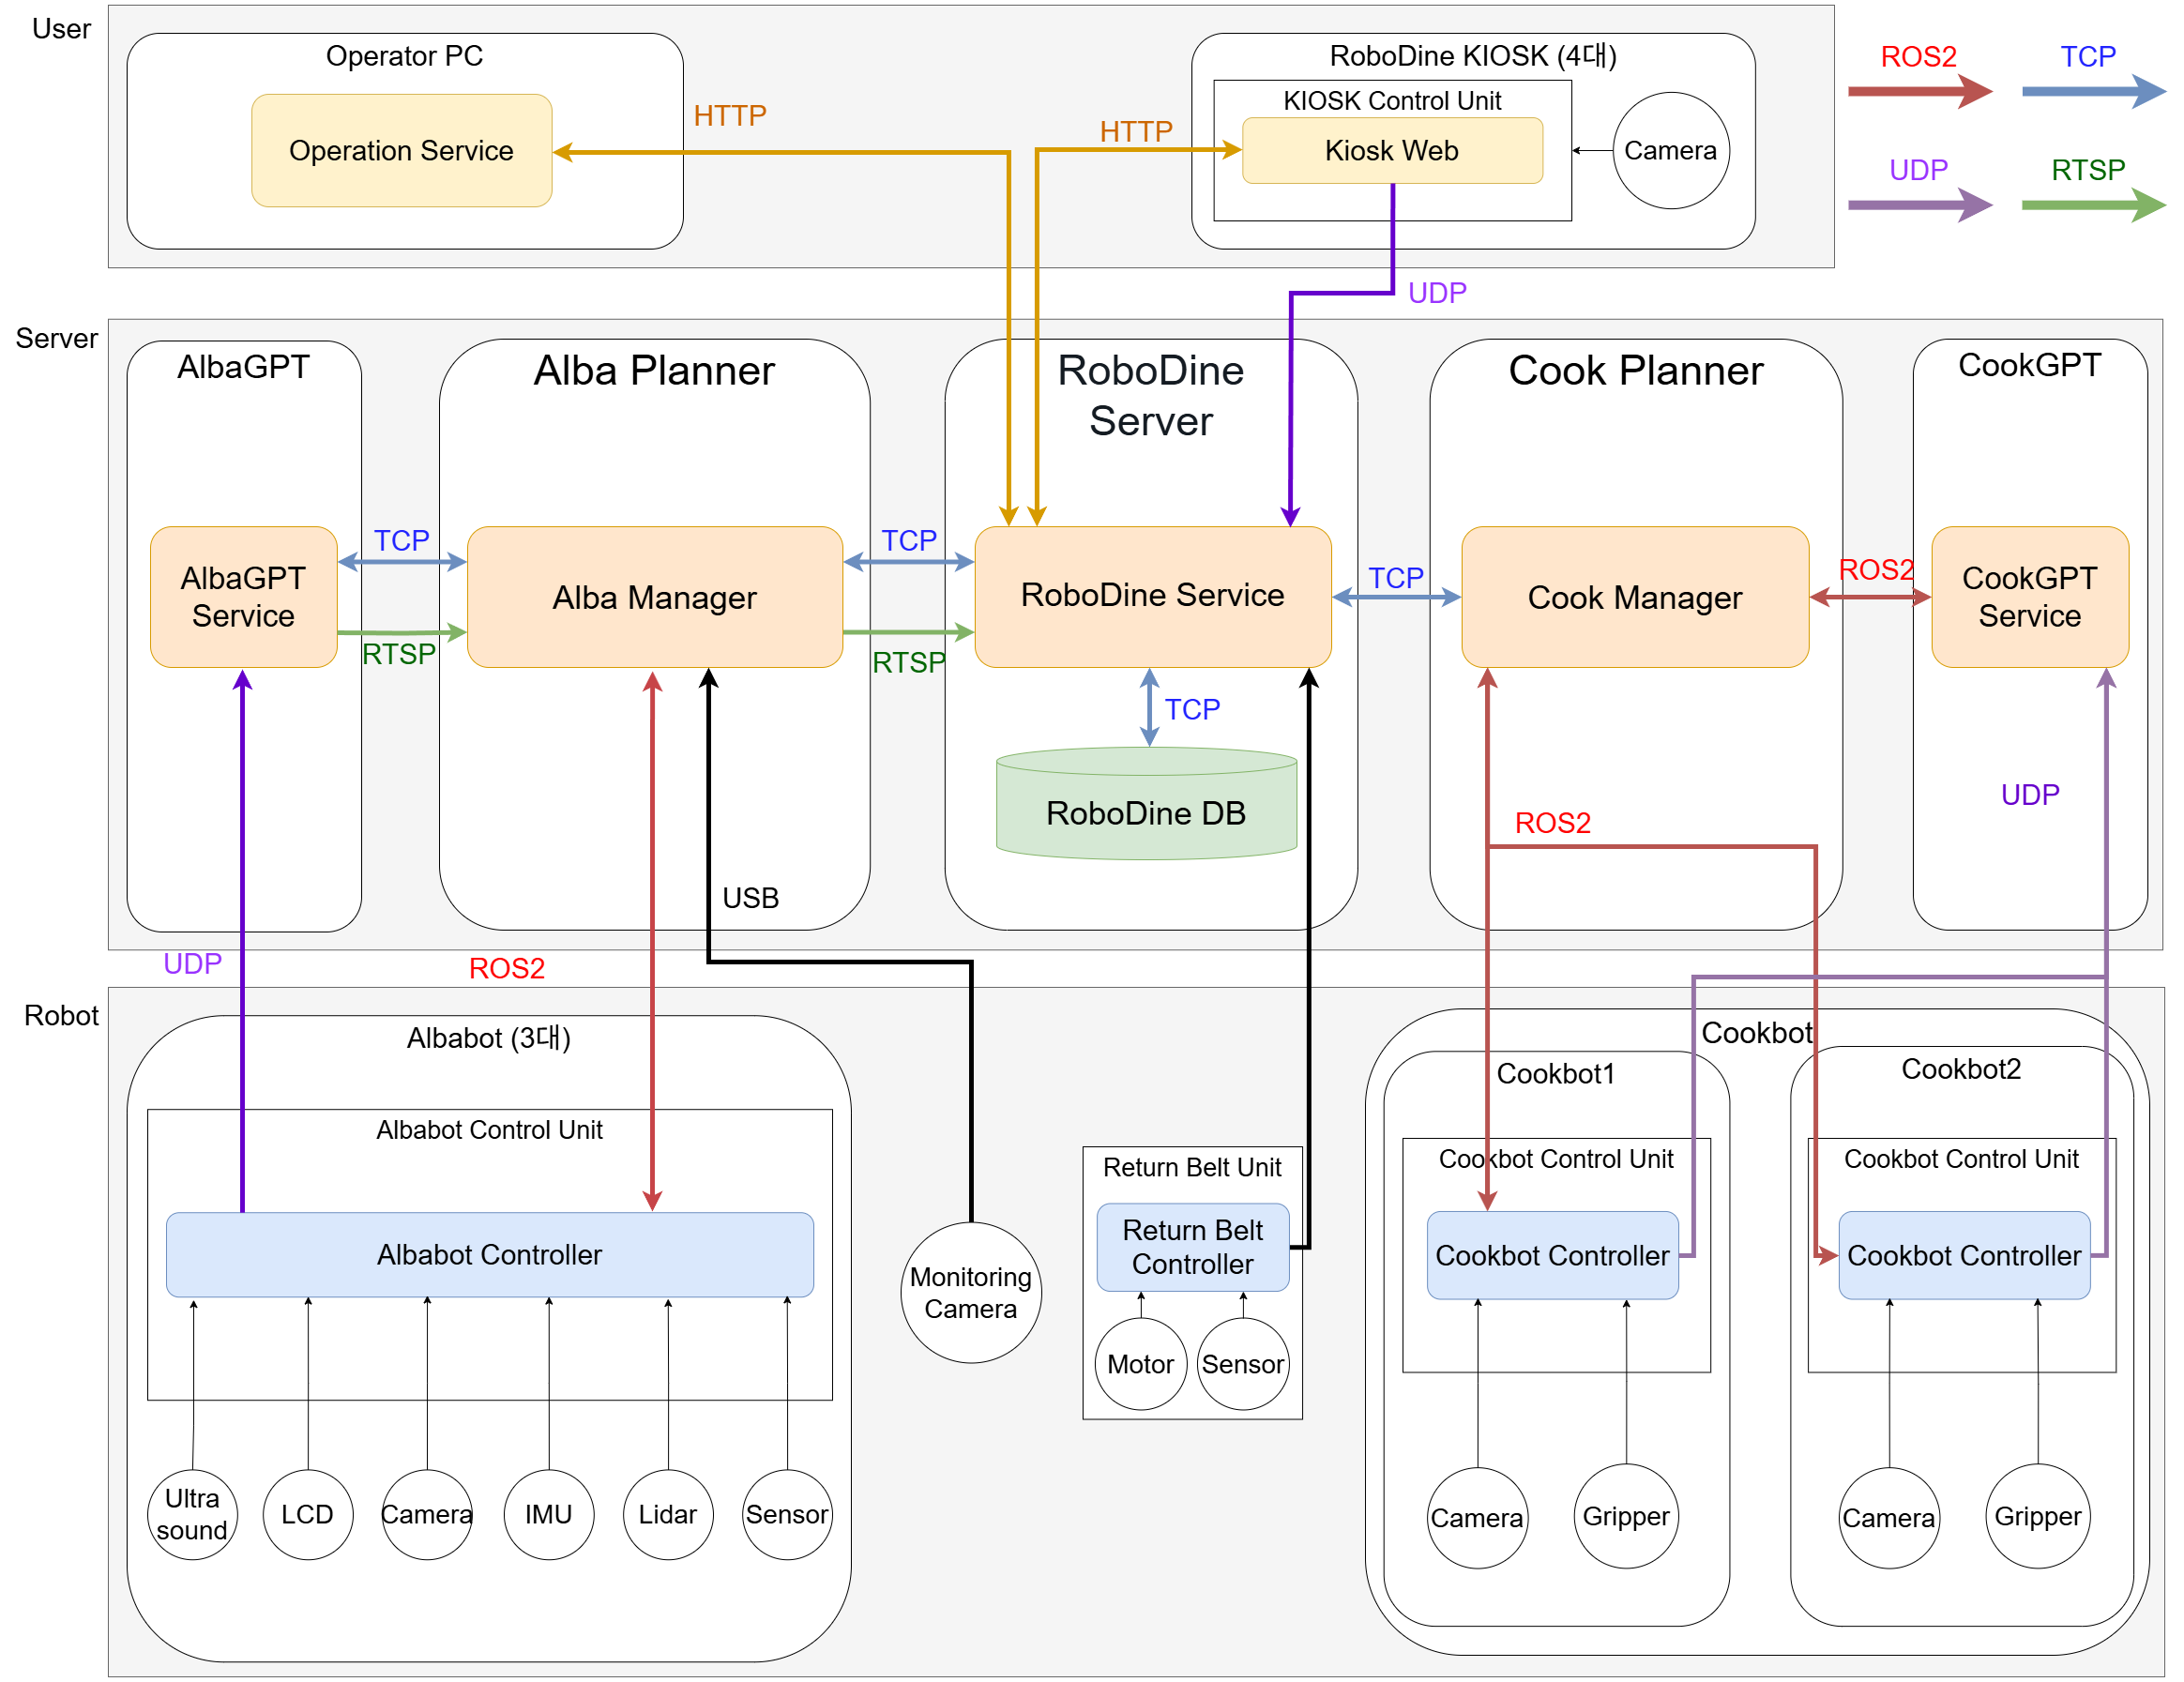 User
Operator PC
Operation Service
HTTP
HTTP
RoboDine KIOSK (4대)
KIOSK Control Unit
Kiosk Web
Camera
UDP
ROS2
TCP
UDP
RTSP
Server
AlbaGPT
Alba Planner
RoboDine
Server
Cook Planner
CookGPT
AlbaGPT
Service
TCP
RTSP
Alba Manager
TCP
RTSP
RoboDine Service
TCP
Cook Manager
ROS2
CookGPT
Service
TCP
RoboDine DB
USB
ROS2
UDP
UDP
ROS2
Robot
Albabot (3대)
Albabot Control Unit
Albabot Controller
Ultra
sound
LCD
Camera
IMU
Lidar
Sensor
Monitoring
Camera
Return Belt Unit
Return Belt
Controller
Motor
Sensor
Cookbot
Cookbot1
Cookbot Control Unit
Cookbot Controller
Camera
Gripper
Cookbot2
Cookbot Control Unit
Cookbot Controller
Camera
Gripper